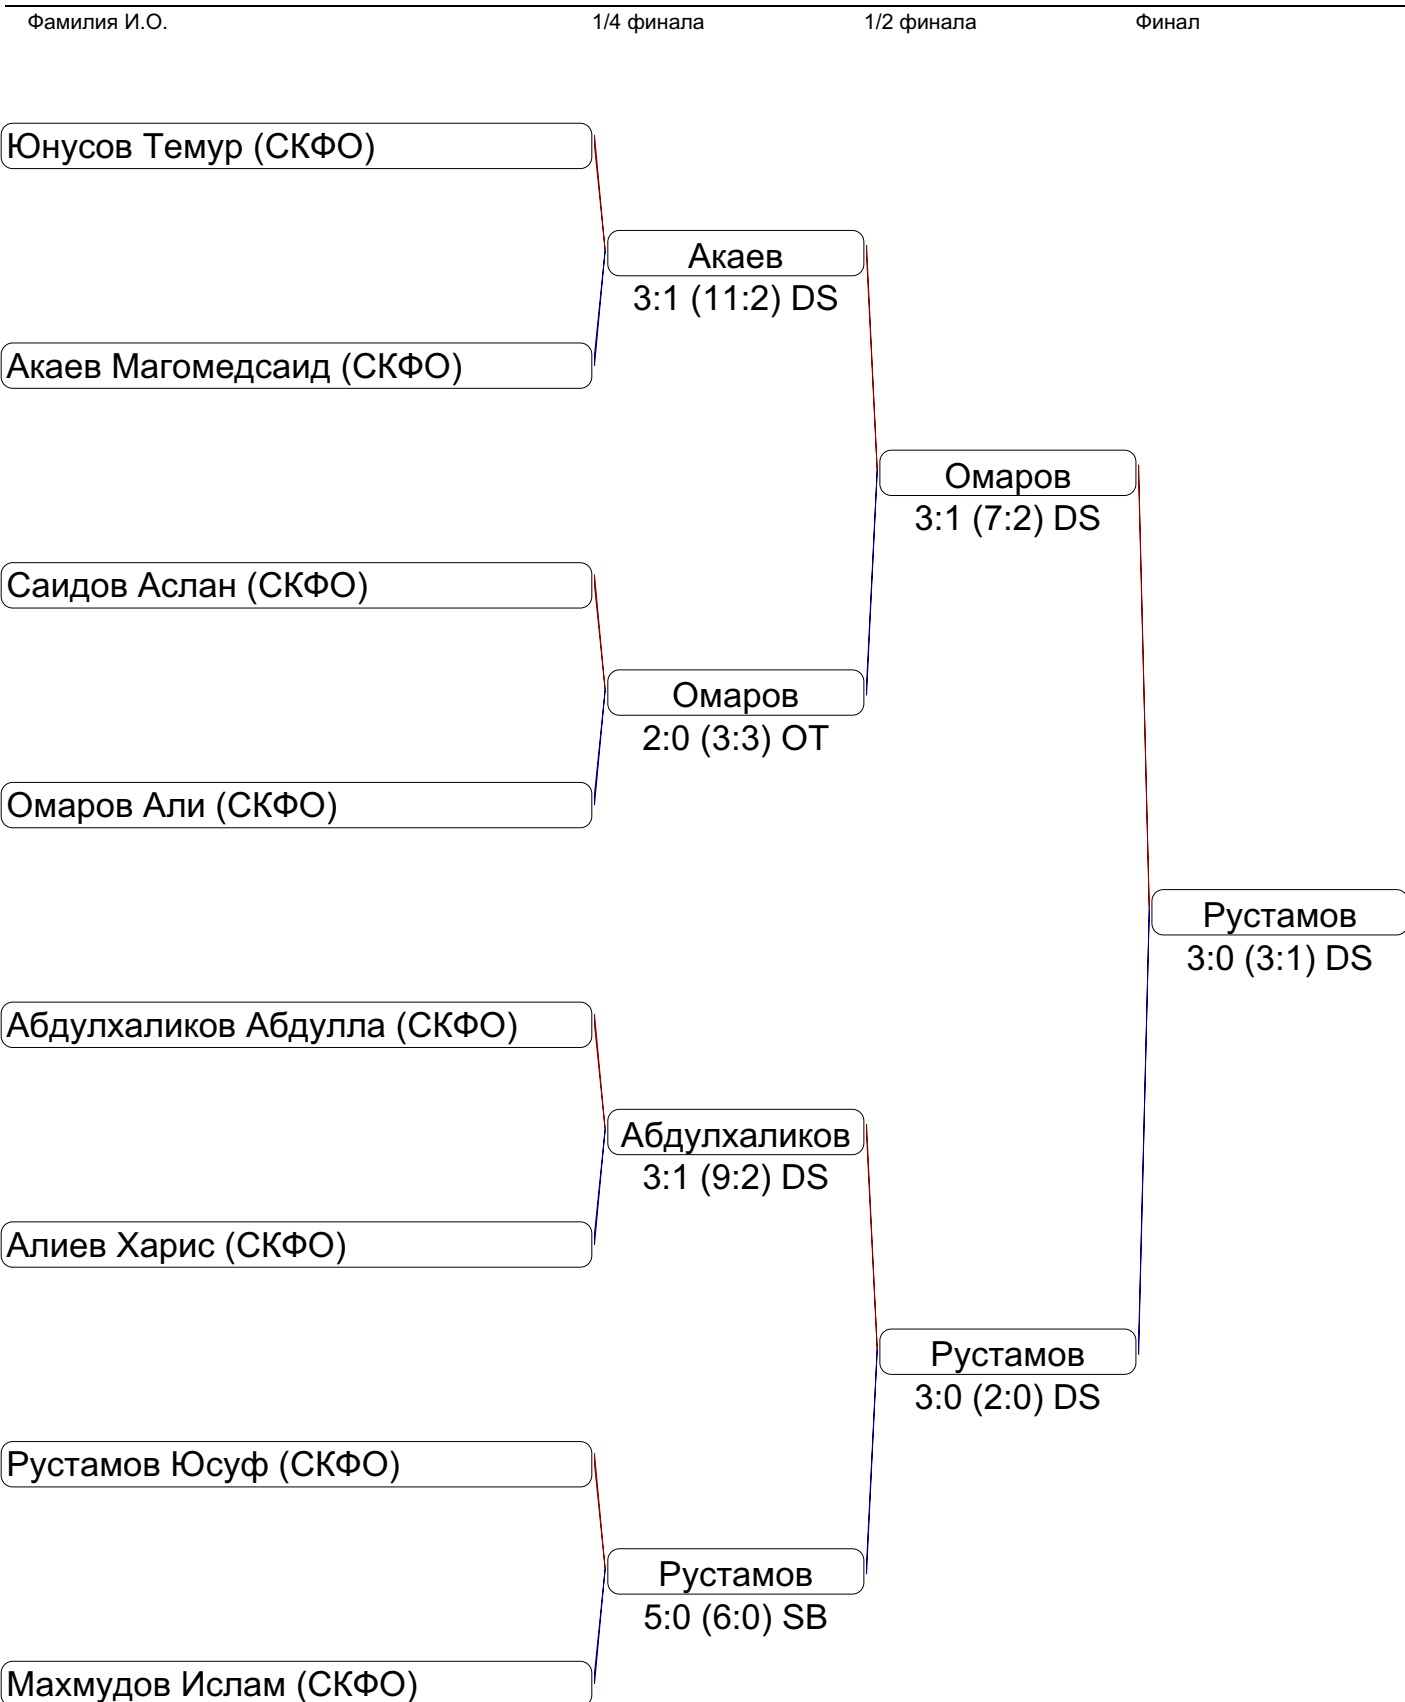 Фамилия И.О. 1/4 финала 1/2 финала Финал
Юнусов Темур (СКФО)
Акаев
3:1 (11:2) DS
Акаев Магомедсаид (СКФО)
Омаров
3:1 (7:2) DS
Саидов Аслан (СКФО)
Омаров
2:0 (3:3) OT
Омаров Али (СКФО)
Рустамов
3:0 (3:1) DS
Абдулхаликов Абдулла (СКФО)
Абдулхаликов
3:1 (9:2) DS
Алиев Харис (СКФО)
Рустамов
3:0 (2:0) DS
Рустамов Юсуф (СКФО)
Рустамов
5:0 (6:0) SB
Махмудов Ислам (СКФО)